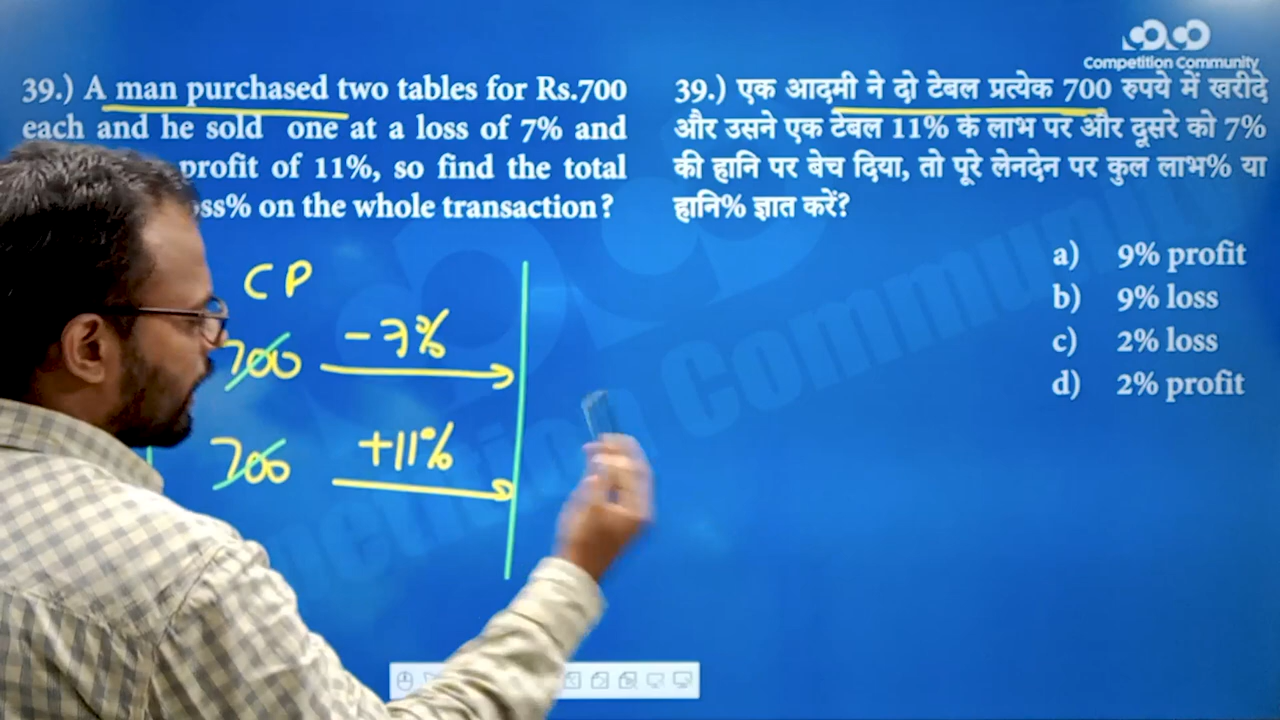 Competition Community
39.) A man purchased two tables for Rs.700
each and he sold one at a loss of 7% and
profit of 11%, so find the total
on the whole transaction?
39.) एक आदमी ने दो टेबल प्रत्येक 700 रुपये में खरीदे
और उसने एक टेबल 11% के लाभ पर और दूसरे को 7%
की हानि पर बेच दिया, तो पूरे लेनदेन पर कुल लाभ% या
हानि% ज्ञात करें?
a) 9% profit
b) 9% loss
c) 2% loss
d) 2% profit
CP
700 -7%
700 +11%